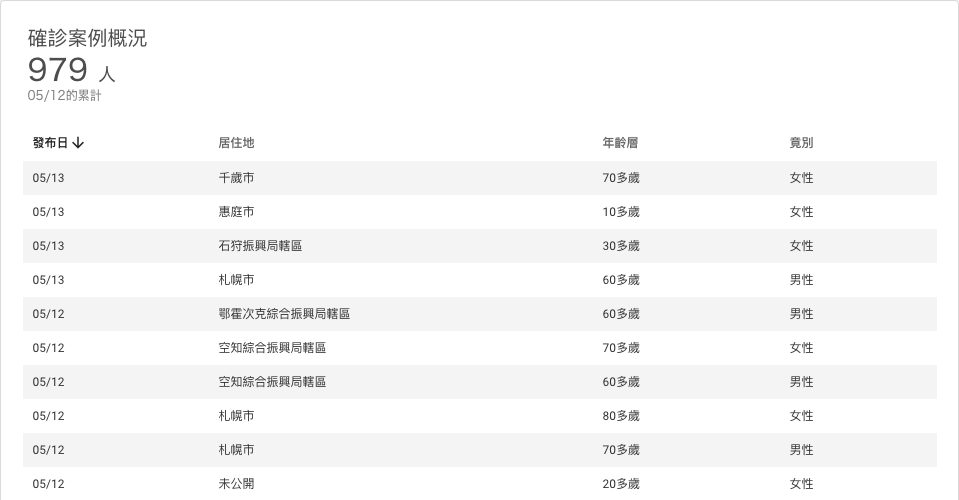 確診案例概況
979 人
05/12的累計
發布日 ↓ 居住地 年齡層 竟別
05/13 千歲市 70多歲 女性
05/13 惠庭市 10多歲 女性
05/13 石狩振興局轄區 30多歲 女性
05/13 札幌市 60多歲 男性
05/12 鄂霍次克綜合振興局轄區 60多歲 男性
05/12 空知綜合振興局轄區 70多歲 女性
05/12 空知綜合振興局轄區 60多歲 男性
05/12 札幌市 80多歲 女性
05/12 札幌市 70多歲 男性
05/12 未公開 20多歲 女性